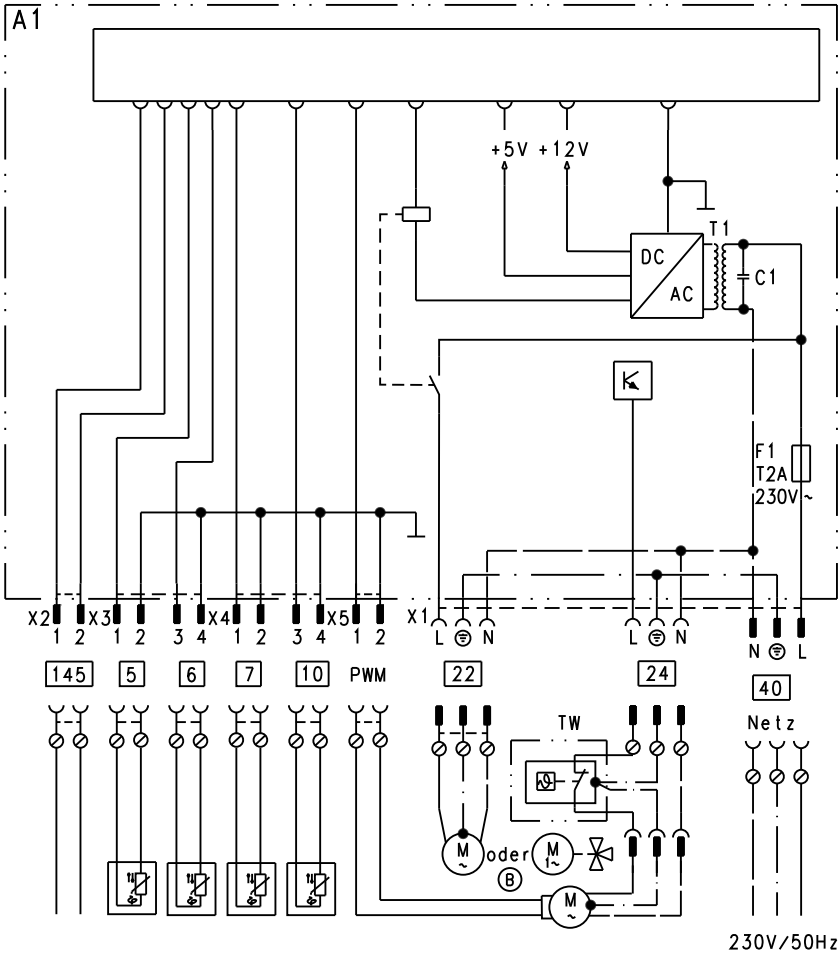 A1
+5V +12V
T1
DC
AC
C1
F1
T2A
230V~
X2 X3 X4 X5 X1
1 2 1 2 3 4 1 2 3 4 1 2 L N L N
N L
145 5 6 7 10 PWM 22 24
40
Netz
TW
M
~
oder
B
M
1~
M
~
230V/50Hz